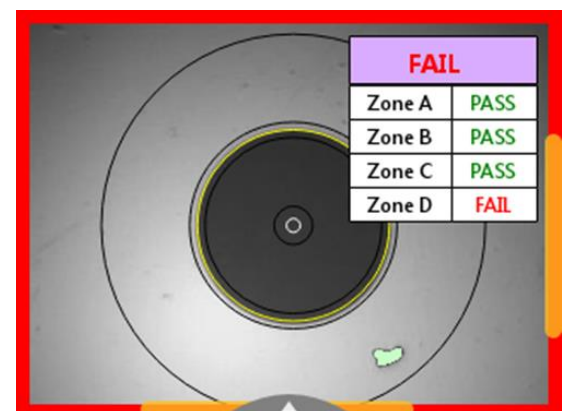 FAIL
Zone A PASS
Zone B PASS
Zone C PASS
Zone D FAIL